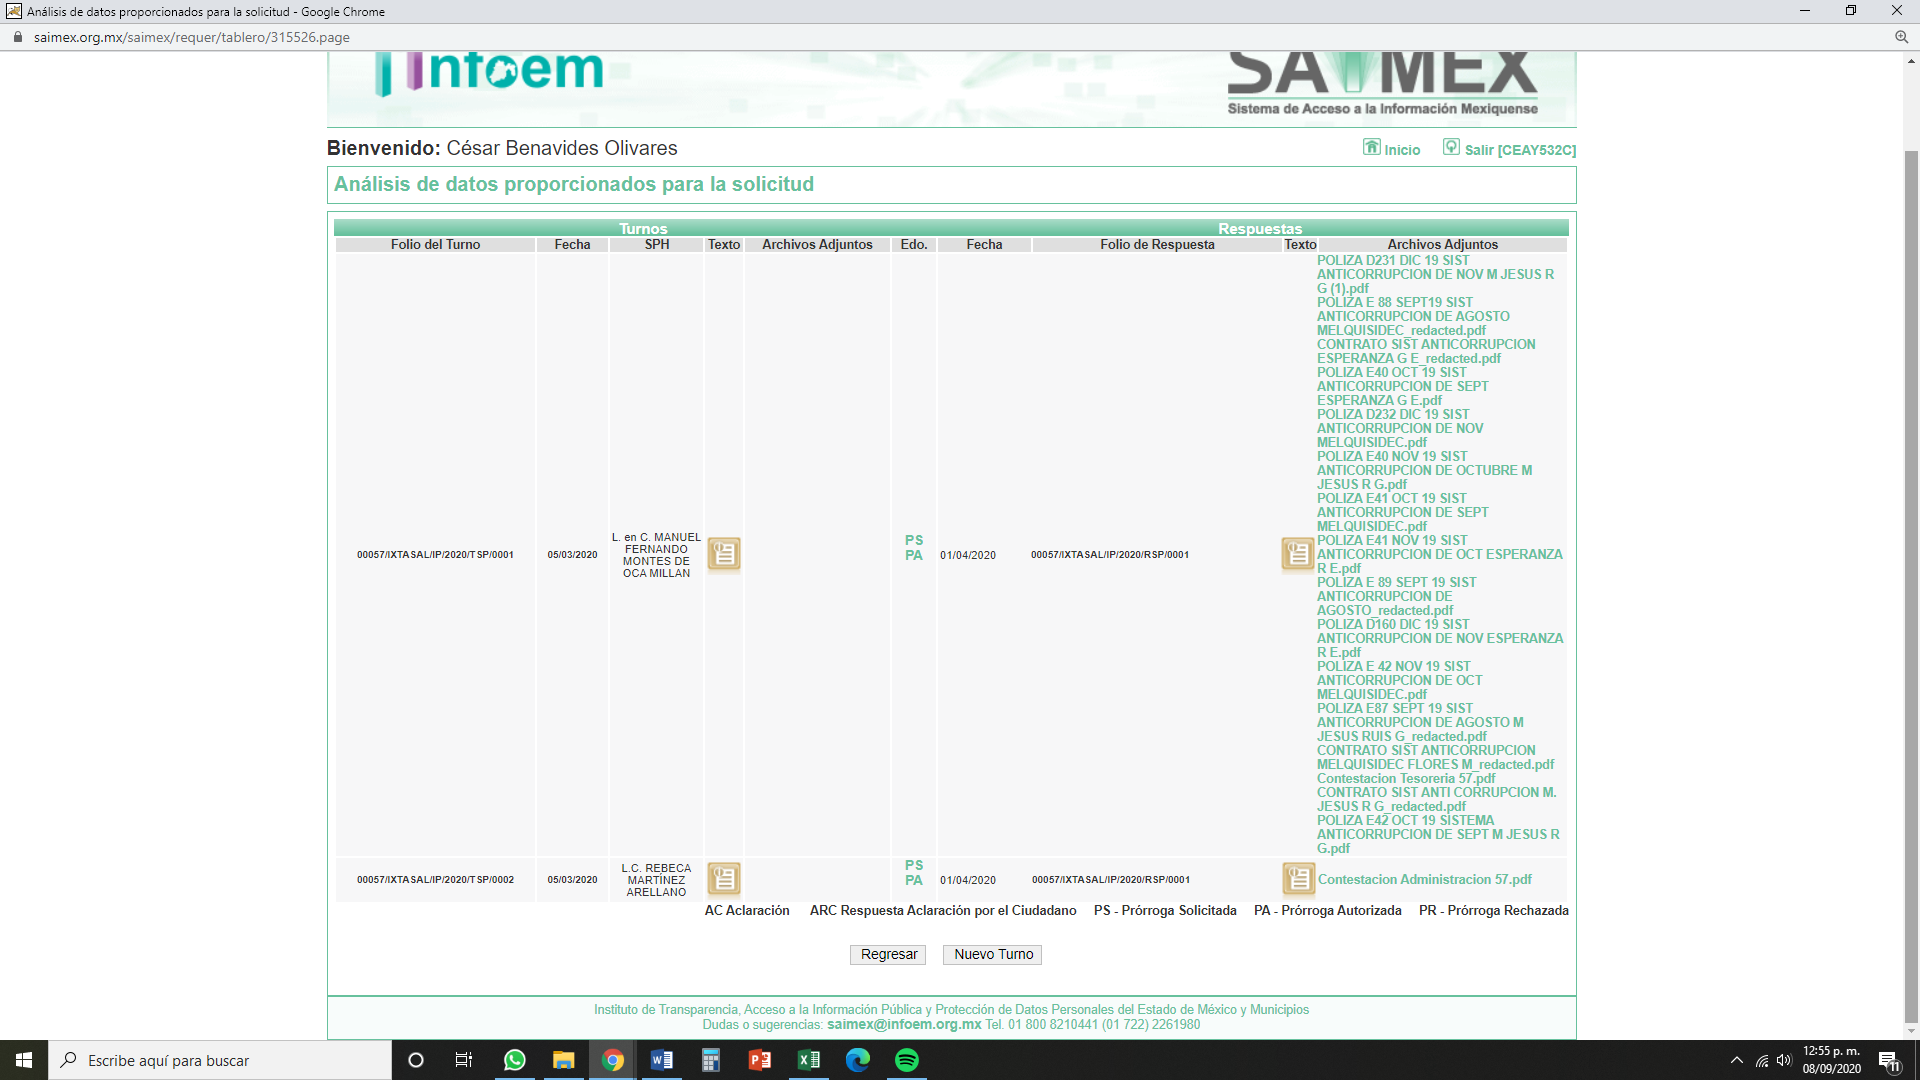 Análisis de datos proporcionados para la solicitud - Google Chrome
saimex.org.mx/saimex/requer/tablero/315526.page
Infoem
SAIMEX
Sistema de Acceso a la Información Mexiquense
Bienvenido: César Benavides Olivares
Inicio
Salir [CEAY532C]
Análisis de datos proporcionados para la solicitud
Turnos
Respuestas
Folio del Turno Fecha SPH Texto Archivos Adjuntos Edo. Fecha Folio de Respuesta Texto Archivos Adjuntos
00057/IXTASAL/IP/2020/TSP/0001
05/03/2020
L. en C. MANUEL
FERNANDO
MONTES DE
OCA MILLAN
PS
PA
01/04/2020
00057/IXTASAL/IP/2020/RSP/0001
POLIZA D231 DIC 19 SIST
ANTICORRUPCION DE NOV M JESUS R
G (1).pdf
POLIZA E 88 SEPT19 SIST
ANTICORRUPCION DE AGOSTO
MELQUISIDEC_redacted.pdf
CONTRATO SIST ANTICORRUPCION
ESPERANZA G E_redacted.pdf
POLIZA E40 OCT 19 SIST
ANTICORRUPCION DE SEPT
ESPERANZA G E.pdf
POLIZA D232 DIC 19 SIST
ANTICORRUPCION DE NOV
MELQUISIDEC.pdf
POLIZA E40 NOV 19 SIST
ANTICORRUPCION DE OCTUBRE M
JESUS R G.pdf
POLIZA E41 OCT 19 SIST
ANTICORRUPCION DE SEPT
MELQUISIDEC.pdf
POLIZA E41 NOV 19 SIST
ANTICORRUPCION DE OCT ESPERANZA
R E.pdf
POLIZA E 89 SEPT 19 SIST
ANTICORRUPCION DE
AGOSTO_redacted.pdf
POLIZA D160 DIC 19 SIST
ANTICORRUPCION DE NOV ESPERANZA
R E.pdf
POLIZA E 42 NOV 19 SIST
ANTICORRUPCION DE OCT
MELQUISIDEC.pdf
POLIZA E87 SEPT 19 SIST
ANTICORRUPCION DE AGOSTO M
JESUS RUIS G_redacted.pdf
CONTRATO SIST ANTICORRUPCION
MELQUISIDEC FLORES M_redacted.pdf
Contestacion Tesoreria 57.pdf
CONTRATO SIST ANTI CORRUPCION M.
JESUS R G_redacted.pdf
POLIZA E42 OCT 19 SISTEMA
ANTICORRUPCION DE SEPT M JESUS R
G.pdf
00057/IXTASAL/IP/2020/TSP/0002
05/03/2020
L.C. REBECA
MARTÍNEZ
ARELLANO
PS
PA
01/04/2020
00057/IXTASAL/IP/2020/RSP/0001
Contestacion Administracion 57.pdf
AC Aclaración ARC Respuesta Aclaración por el Ciudadano PS - Prórroga Solicitada PA - Prórroga Autorizada PR - Prórroga Rechazada
Regresar
Nuevo Turno
Instituto de Transparencia, Acceso a la Información Pública y Protección de Datos Personales del Estado de México y Municipios
Dudas o sugerencias: saimex@infoem.org.mx Tel. 01 800 8210441 (01 722) 2261980
Escribe aquí para buscar
12:55 p. m.
08/09/2020
11